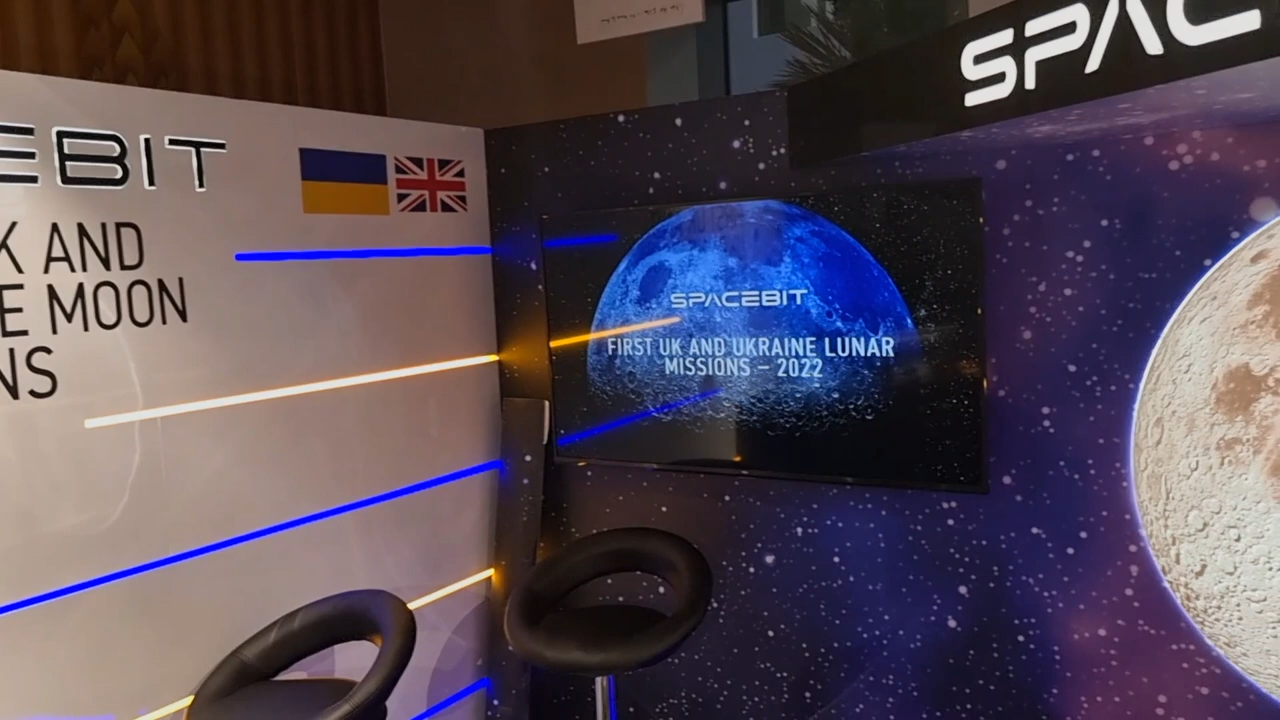 EBIT
K AND
E MOON
NS
SPACEBIT
FIRST UK AND UKRAINE LUNAR
MISSIONS – 2022
SPAC